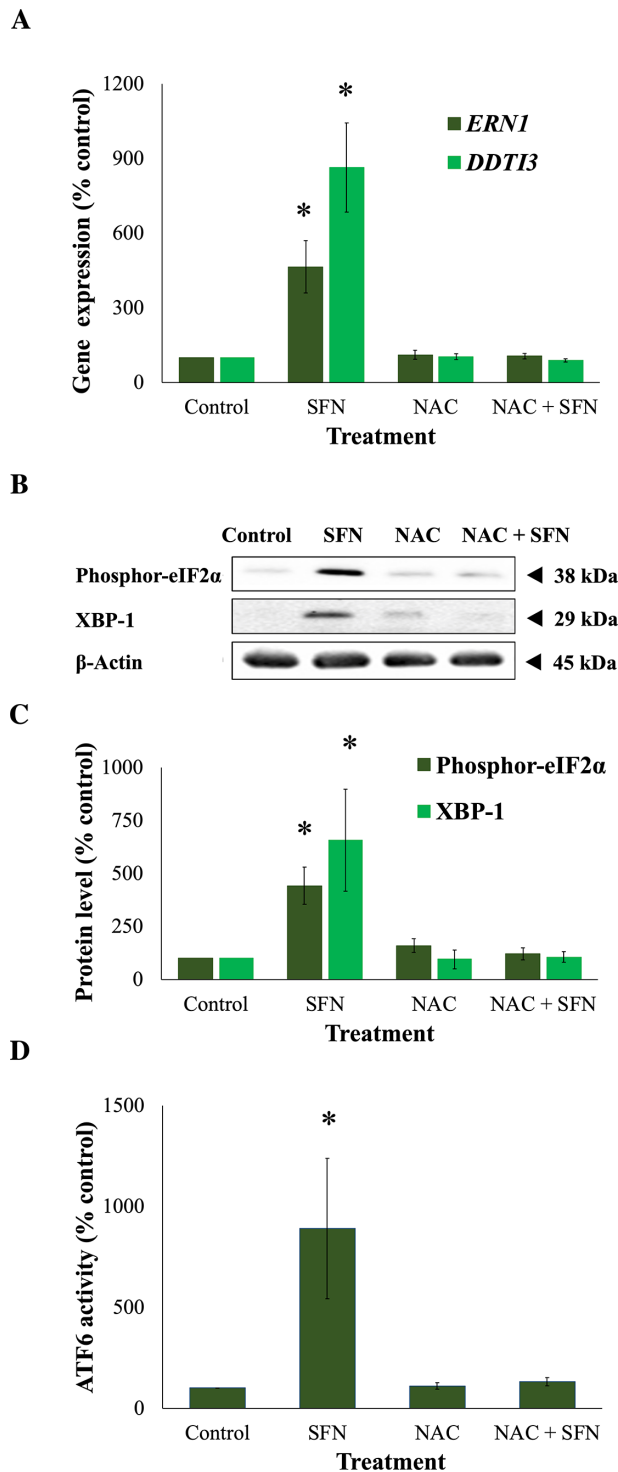 A
Gene expression (% control)
1200
900
600
300
0
*
*
ERN1
DDTI3
Control SFN NAC NAC + SFN
Treatment
B
Control SFN NAC NAC + SFN
Phosphor-eIF2α ◄ 38 kDa
XBP-1 ◄ 29 kDa
β-Actin ◄ 45 kDa
C
Protein level (% control)
1000
750
500
250
0
*
*
Phosphor-eIF2α
XBP-1
Control SFN NAC NAC + SFN
Treatment
D
ATF6 activity (% control)
1500
1000
500
0
*
Control SFN NAC NAC + SFN
Treatment